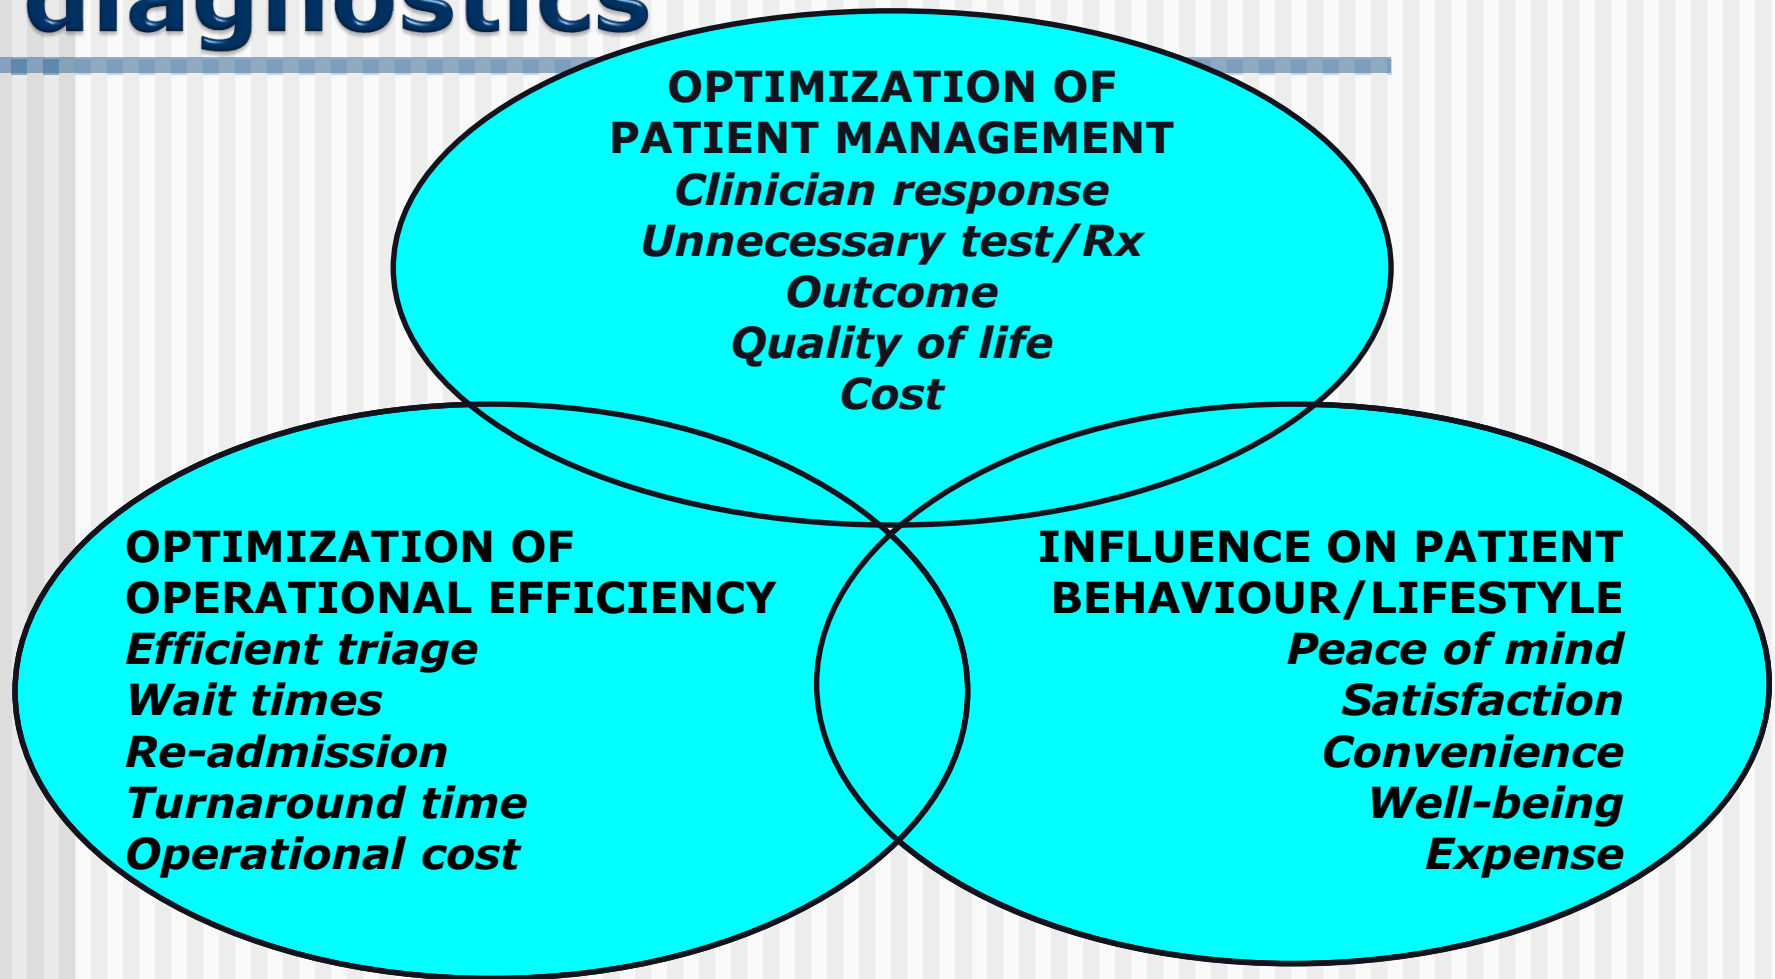 diagnostics
OPTIMIZATION OF
PATIENT MANAGEMENT
Clinician response
Unnecessary test/Rx
Outcome
Quality of life
Cost
OPTIMIZATION OF
OPERATIONAL EFFICIENCY
Efficient triage
Wait times
Re-admission
Turnaround time
Operational cost
INFLUENCE ON PATIENT
BEHAVIOUR/LIFESTYLE
Peace of mind
Satisfaction
Convenience
Well-being
Expense